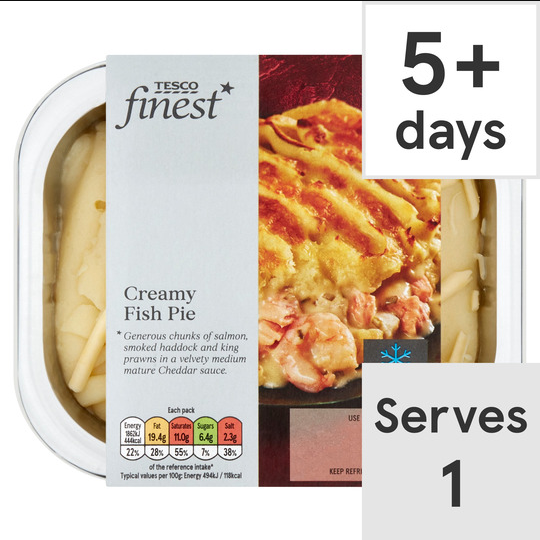 5+
days
TESCO
finest*
Creamy
Fish Pie
* Generous chunks of salmon,
smoked haddock and king
prawns in a velvety medium
mature Cheddar sauce.
Each pack
Energy 1862kJ 444kcal 22%
Fat 19.4g 28%
Saturates 11.0g 55%
Sugars 6.4g 7%
Salt 2.3g 38%
of the reference intake*
Typical values per 100g: Energy 494kJ / 118kcal
USE
KEEP REFRI
Serves
1